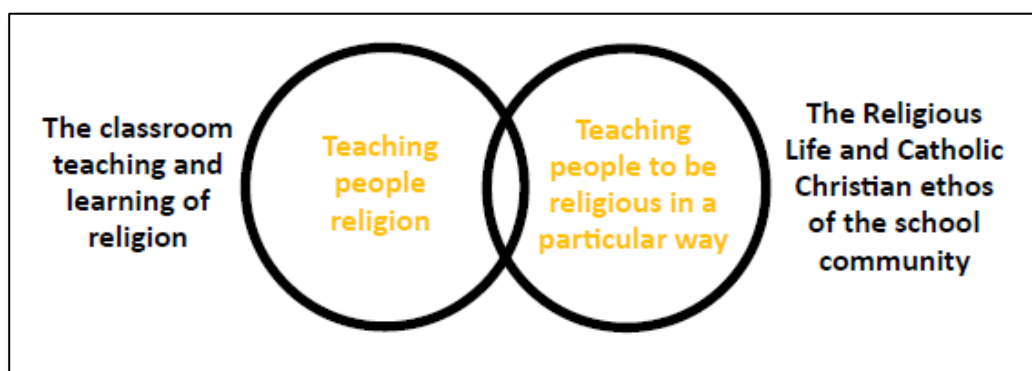 The classroom
teaching and
learning of
religion
Teaching
people
religion
Teaching
people to be
religious in a
particular way
The Religious
Life and Catholic
Christian ethos
of the school
community